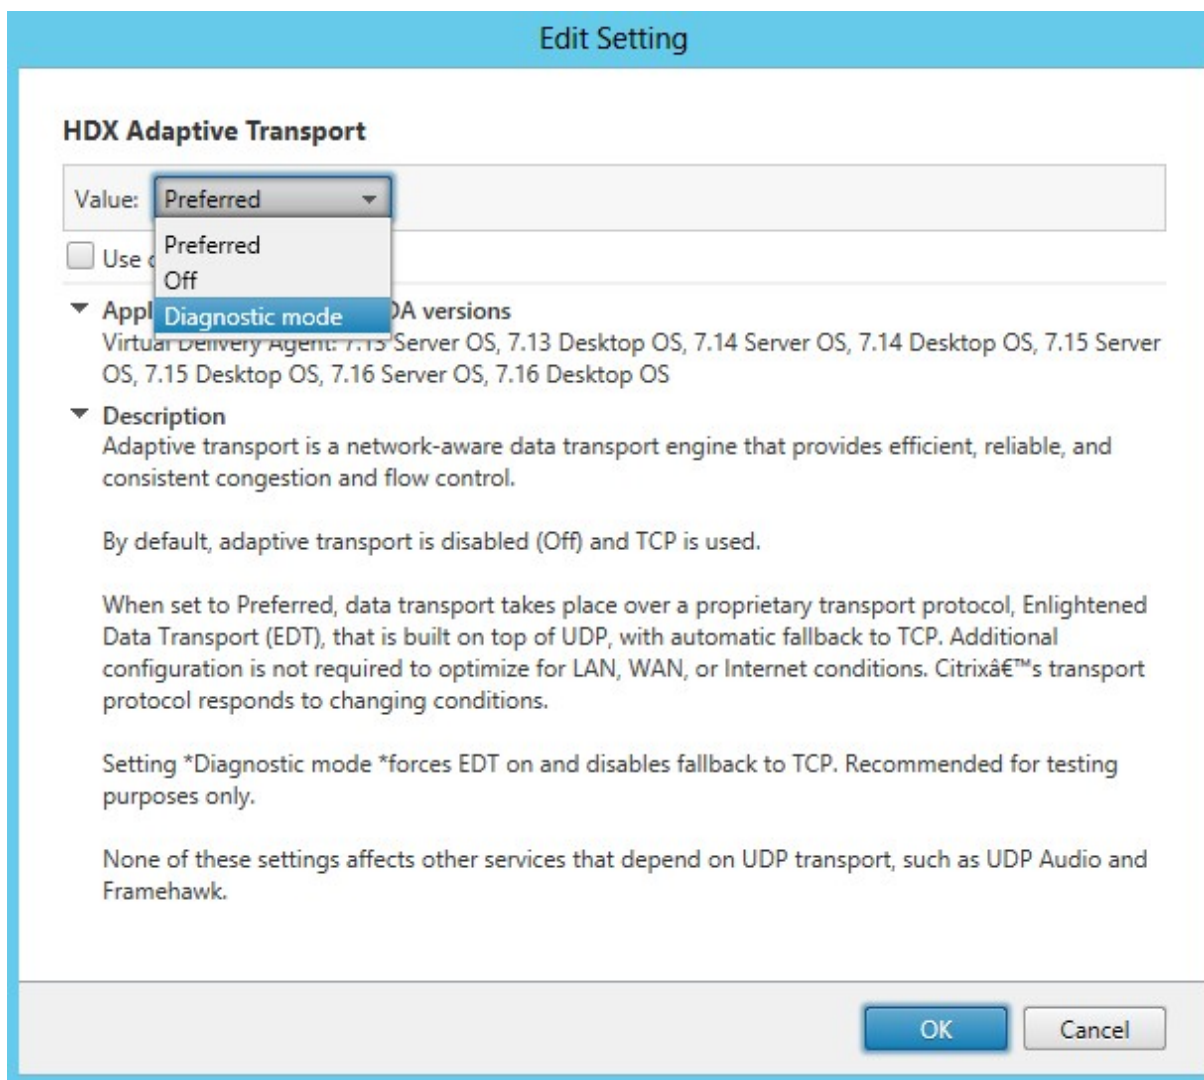 Edit Setting
HDX Adaptive Transport
Value: Preferred
Preferred
Use
Off
Diagnostic mode
Appl DA versions
Virtual Delivery Agent: 7.13 Server OS, 7.13 Desktop OS, 7.14 Server OS, 7.14 Desktop OS, 7.15 Server
OS, 7.15 Desktop OS, 7.16 Server OS, 7.16 Desktop OS
Description
Adaptive transport is a network-aware data transport engine that provides efficient, reliable, and
consistent congestion and flow control.
By default, adaptive transport is disabled (Off) and TCP is used.
When set to Preferred, data transport takes place over a proprietary transport protocol, Enlightened
Data Transport (EDT), that is built on top of UDP, with automatic fallback to TCP. Additional
configuration is not required to optimize for LAN, WAN, or Internet conditions. Citrixâ€™s transport
protocol responds to changing conditions.
Setting *Diagnostic mode *forces EDT on and disables fallback to TCP. Recommended for testing
purposes only.
None of these settings affects other services that depend on UDP transport, such as UDP Audio and
Framehawk.
OK Cancel